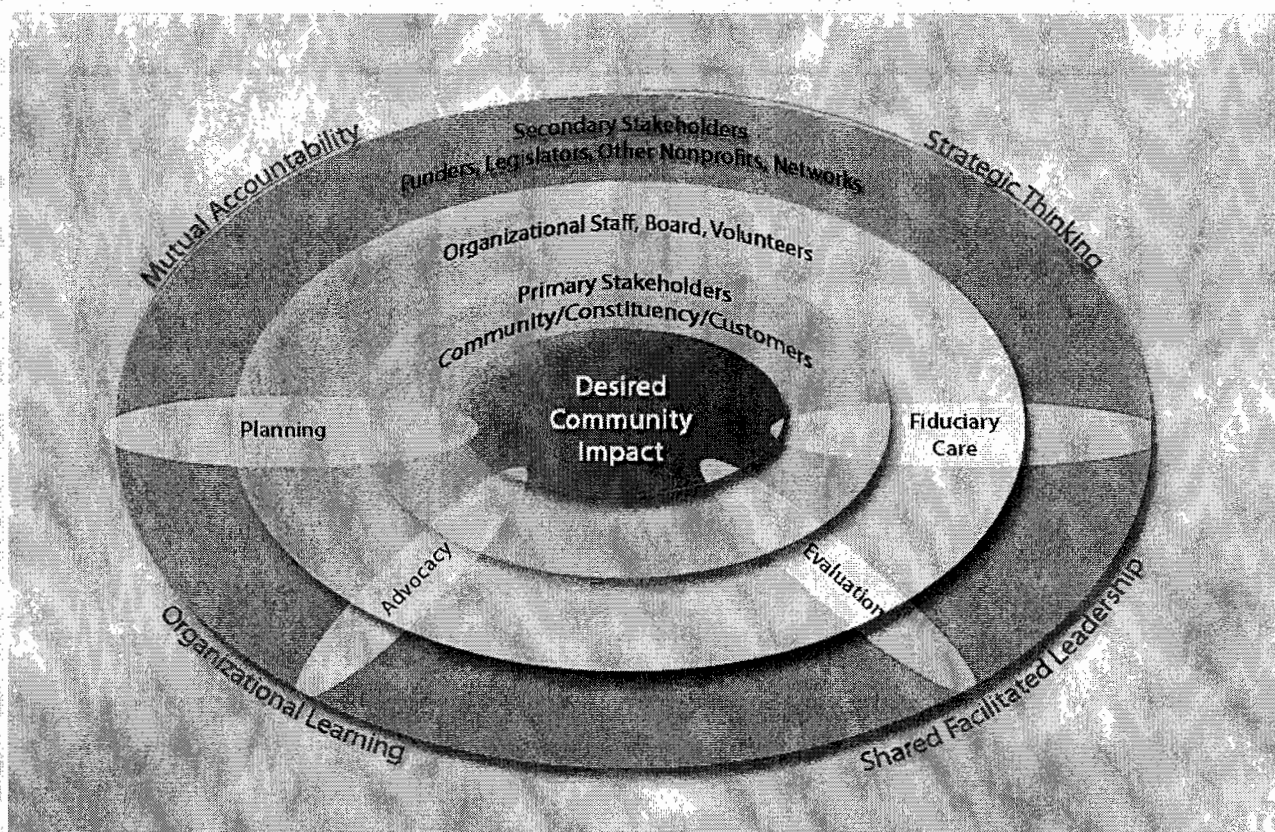 Mutual Accountability
Strategic Thinking
Secondary Stakeholders
Funders, Legislators, Other Nonprofits, Networks
Organizational Staff, Board, Volunteers
Primary Stakeholders
Community/Constituency/Customers
Desired
Community
Impact
Planning
Fiduciary
Care
Advocacy
Evaluation
Organizational Learning
Shared Facilitated Leadership